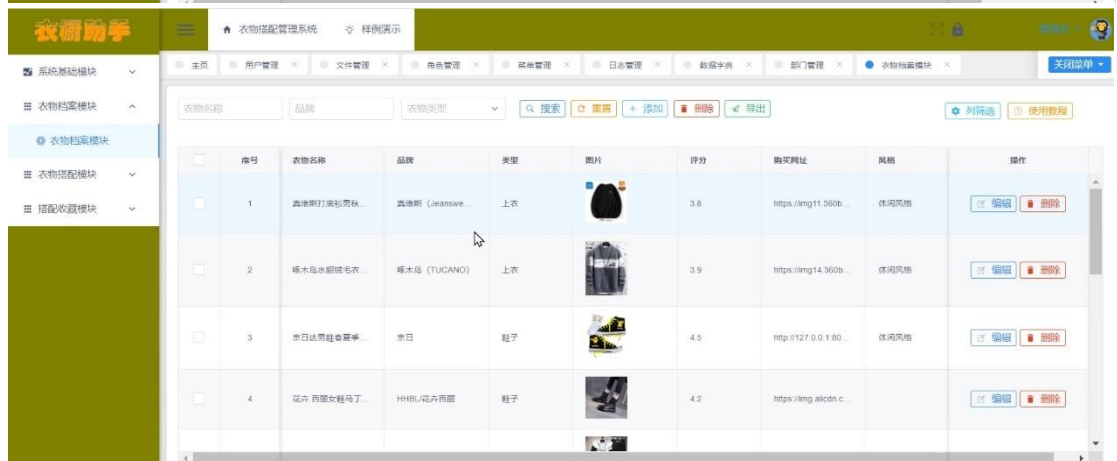 衣橱助手
衣物搭配管理系统 样例演示
系统基础模块
衣物档案模块
衣物档案模块
衣物搭配模块
搭配收藏模块
主页 用户管理 文件管理 角色管理 菜单管理 日志管理 数据字典 部门管理 衣物档案模块 关闭菜单
衣物名称 品牌 衣物类型 搜索 重置 添加 删除 导出 列筛选 使用教程
序号 衣物名称 品牌 类型 图片 评分 购买网址 风格 操作
1 真维斯打底衫男秋... 真维斯 (Jeanswe... 上衣 3.8 https://img11.360b... 休闲风格 编辑 删除
2 啄木鸟水貂绒毛衣... 啄木鸟 (TUCANO) 上衣 3.9 https://img14.360b... 休闲风格 编辑 删除
3 京日达男鞋春夏季... 京日 鞋子 4.5 http://127.0.0.1:80... 休闲风格 编辑 删除
4 花卉 百丽女鞋马丁... HHBL/花卉百丽 鞋子 4.2 https://img.alicdn.c... 编辑 删除